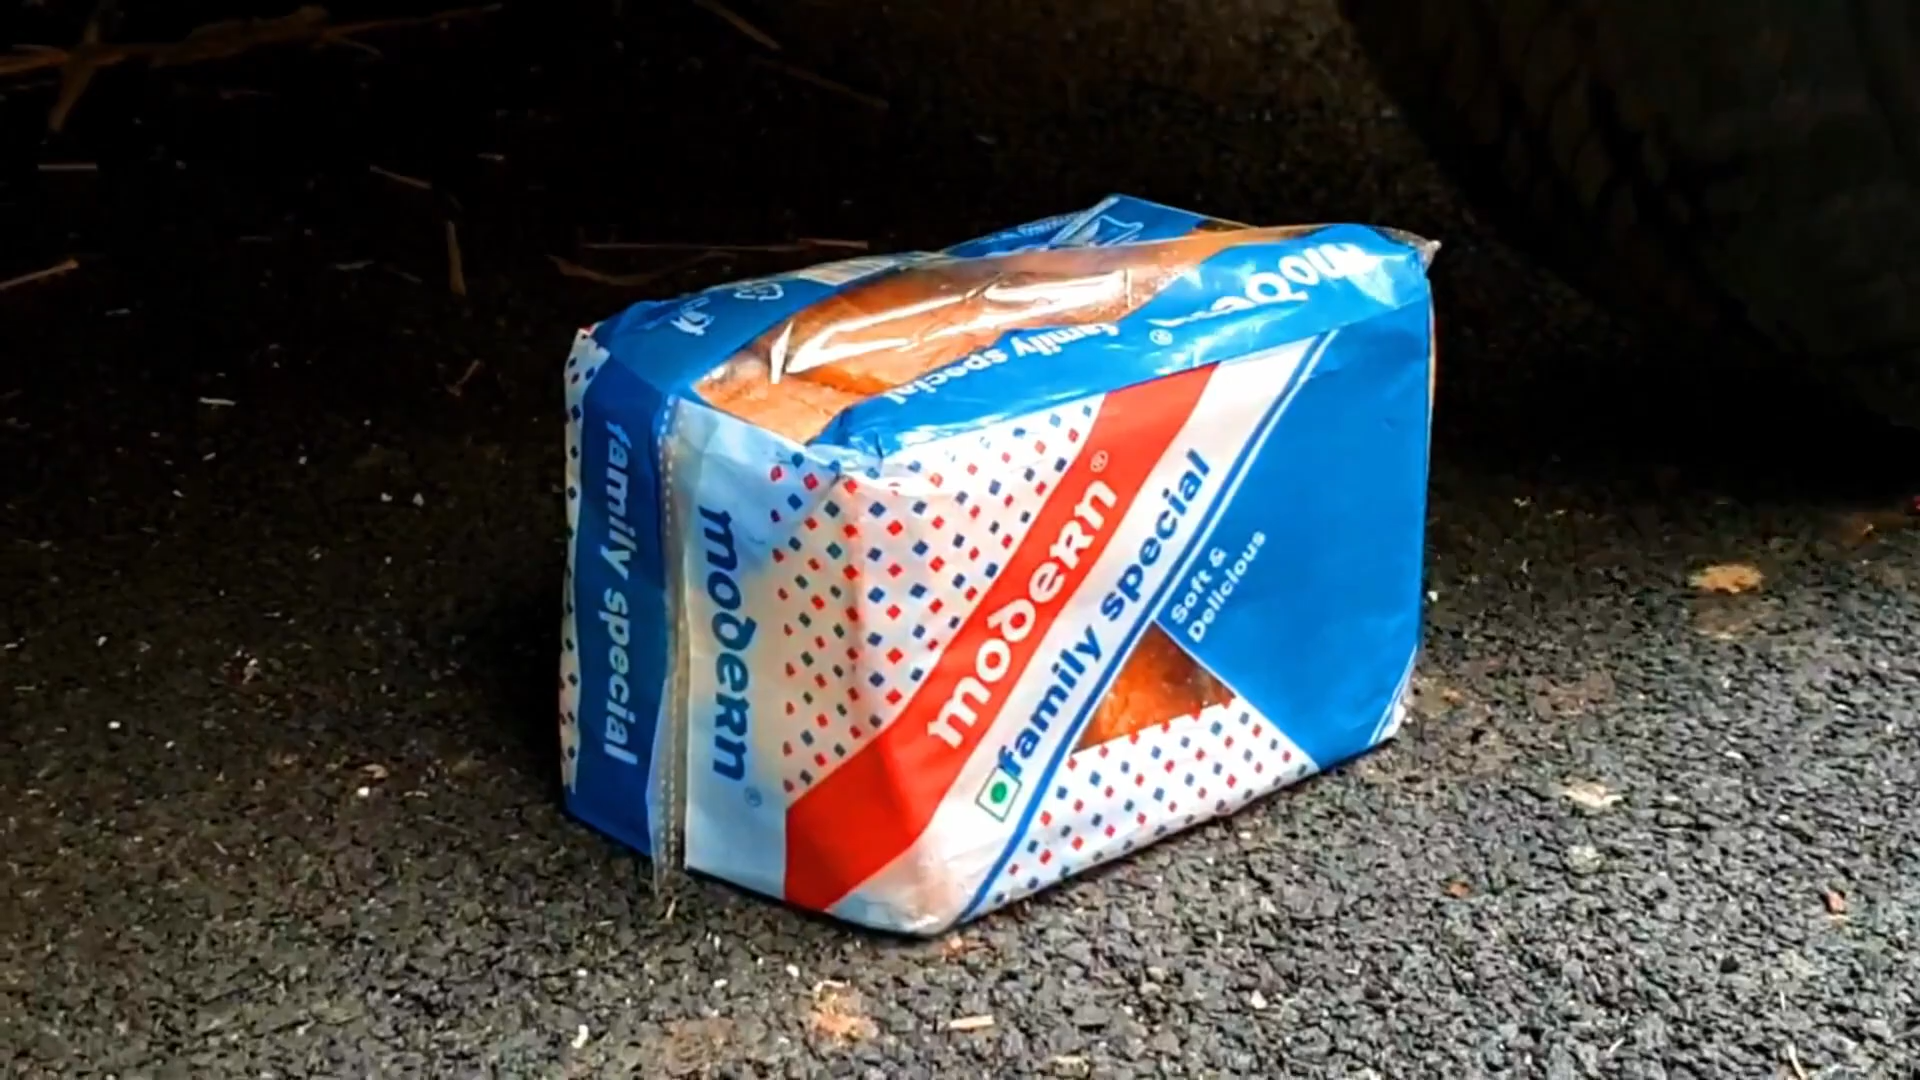 modern
family special
family special
modern®
modern®
family special
Soft &
Delicious